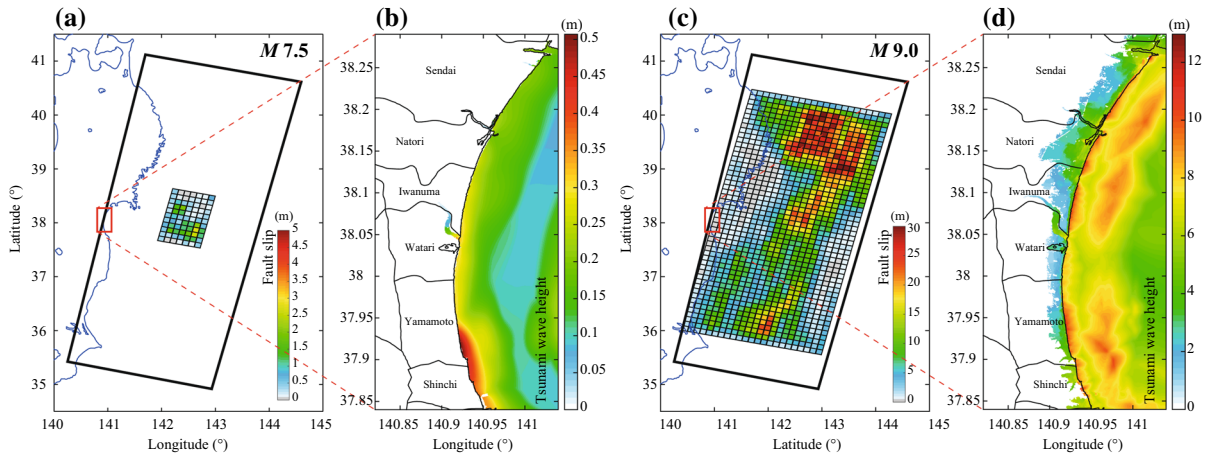 (a)
M 7.5
41
40
39
38
37
36
35
Latitude (°)
140 141 142 143 144 145
Longitude (°)
(m)
Fault slip
5
4.5
4
3.5
3
2.5
2
1.5
1
0.5
0
(b)
38.25
38.2
38.15
38.1
38.05
38
37.95
37.9
37.85
140.85 140.9 140.95 141
Longitude (°)
Sendai
Natori
Iwanuma
Watari
Yamamoto
Shinchi
Tsunami wave height
(m)
0.5
0.45
0.4
0.35
0.3
0.25
0.2
0.15
0.1
0.05
0
(c)
M 9.0
41
40
39
38
37
36
35
Latitude (°)
140 141 142 143 144 145
Latitude (°)
(m)
Fault slip
30
25
20
15
10
5
0
(d)
38.25
38.2
38.15
38.1
38.05
38
37.95
37.9
37.85
140.85 140.9 140.95 141
Longitude (°)
Sendai
Natori
Iwanuma
Watari
Yamamoto
Shinchi
Tsunami wave height
(m)
12
10
8
6
4
2
0